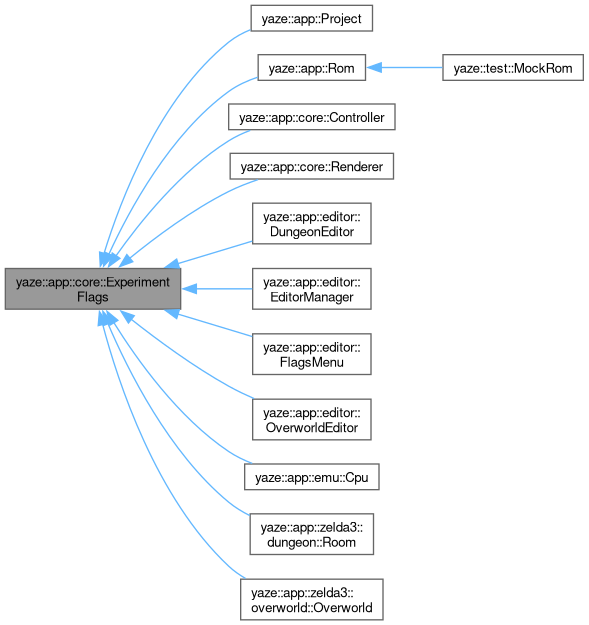 yaze::app::Project
yaze::app::Rom
yaze::test::MockRom
yaze::app::core::Controller
yaze::app::core::Renderer
yaze::app::editor::
DungeonEditor
yaze::app::core::Experiment
Flags
yaze::app::editor::
EditorManager
yaze::app::editor::
FlagsMenu
yaze::app::editor::
OverworldEditor
yaze::app::emu::Cpu
yaze::app::zelda3::
dungeon::Room
yaze::app::zelda3::
overworld::Overworld